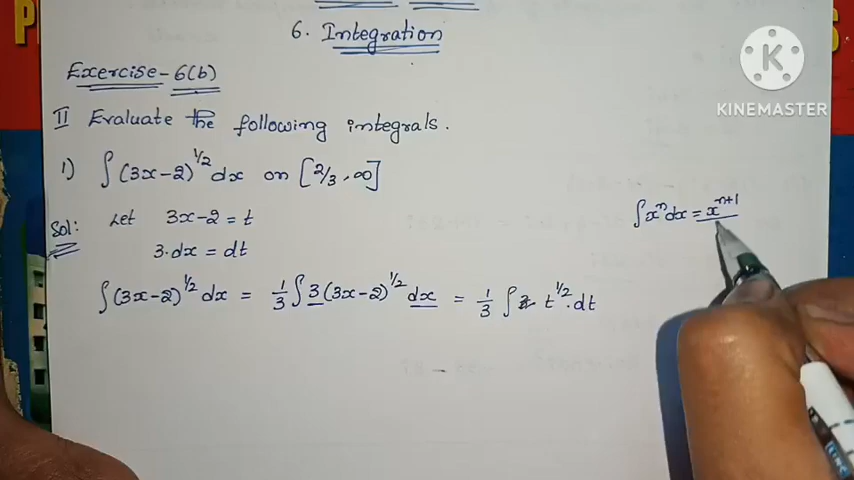 6. Integration
Exercise-6(b)
II Evaluate the following integrals.
1) ∫(3x-2)^1/2 dx on [2/3, ∞]
Sol: Let 3x-2 = t
3.dx = dt
∫x^n dx = x^n+1
∫(3x-2)^1/2 dx = 1/3 ∫3(3x-2)^1/2 dx = 1/3 ∫ t^1/2 . dt
K
KINEMASTER